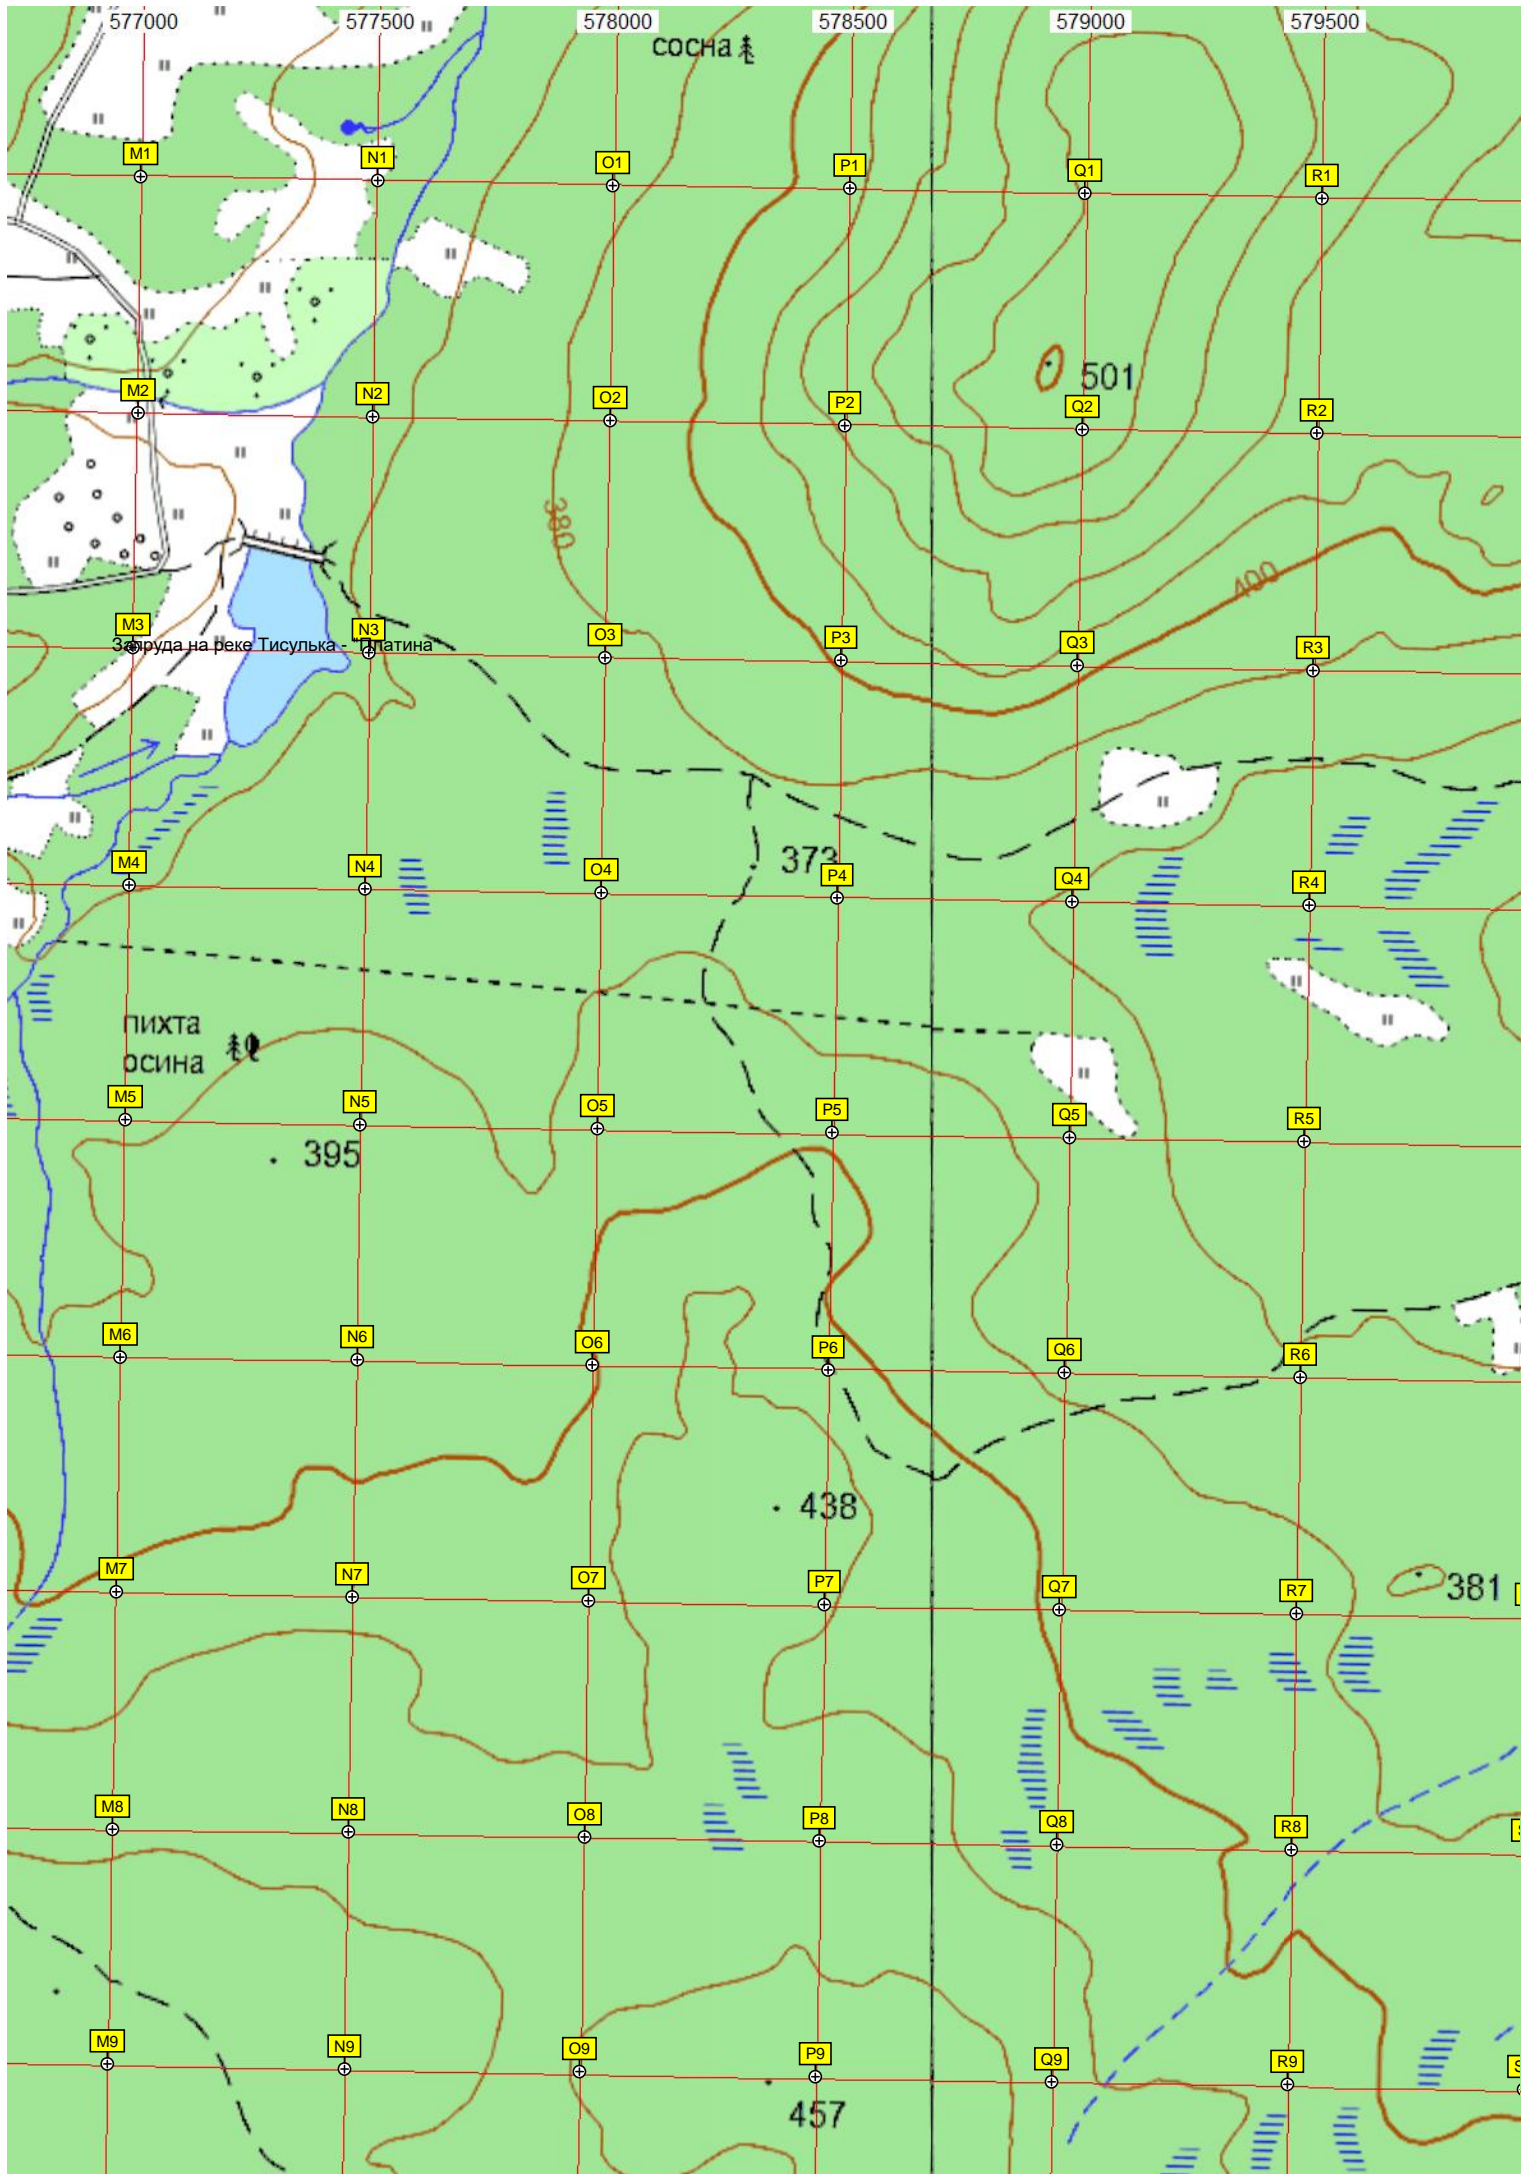 577000 577500 578000 578500 579000 579500
сосна
M1 N1 O1 P1 Q1 R1
501
M2 N2 O2 P2 Q2 R2
380
400
M3 N3 O3 P3 Q3 R3
Запруда на реке Тисулька - "Платина"
373
M4 N4 O4 P4 Q4 R4
пихта
осина
M5 N5 O5 P5 Q5 R5
395
M6 N6 O6 P6 Q6 R6
438
M7 N7 O7 P7 Q7 R7
381
M8 N8 O8 P8 Q8 R8
M9 N9 O9 P9 Q9 R9
457